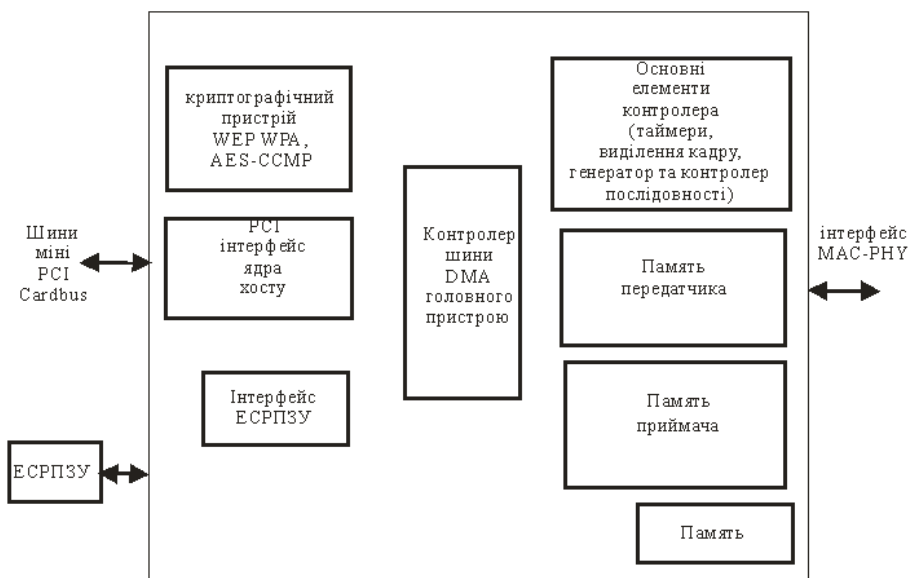 криптографічний
пристрій
WEP WPA,
AES-CCMP
Основні
елементи
контролера
(таймери,
виділення кадру,
генератор та контролер
послідовності)
Шини
міні
PCI
Cardbus
PCI
інтерфейс
ядра
хосту
Контролер
шини
DMA
головного
пристрою
Память
передатчика
інтерфейс
MAC-PHY
Інтерфейс
ЕСРПЗУ
Память
приймача
ЕСРПЗУ
Память